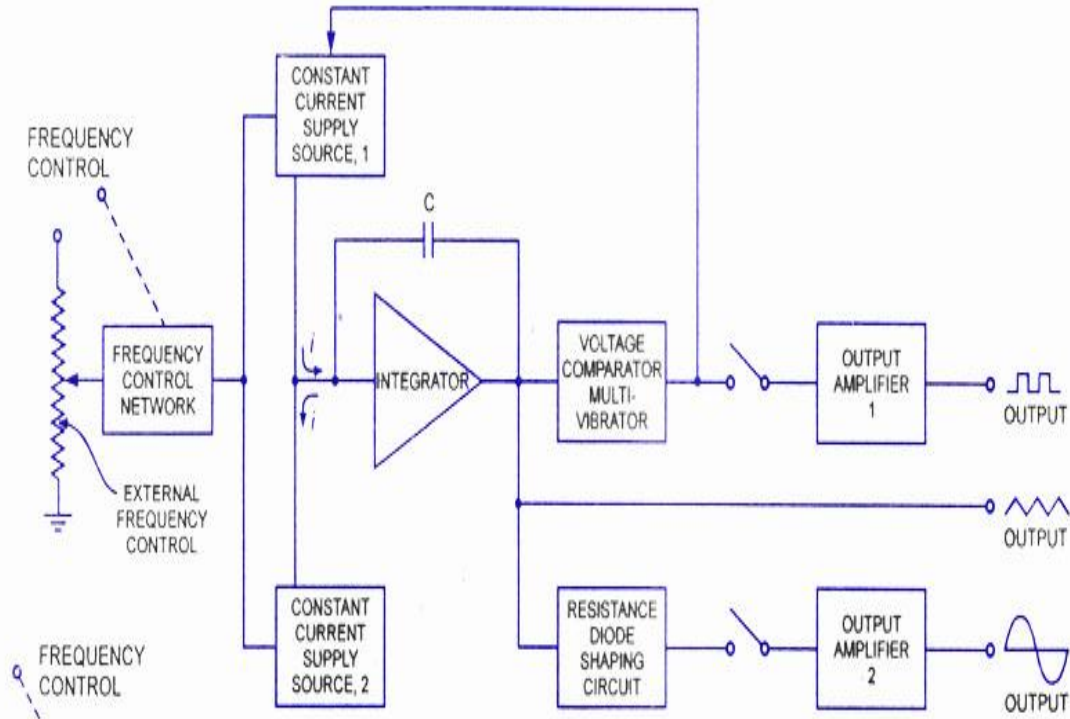 CONSTANT
CURRENT
SUPPLY
SOURCE, 1
FREQUENCY
CONTROL
C
FREQUENCY
CONTROL
NETWORK
i
i
INTEGRATOR
VOLTAGE
COMPARATOR
MULTI-
VIBRATOR
OUTPUT
AMPLIFIER
1
OUTPUT
EXTERNAL
FREQUENCY
CONTROL
OUTPUT
CONSTANT
CURRENT
SUPPLY
SOURCE, 2
RESISTANCE
DIODE
SHAPING
CIRCUIT
OUTPUT
AMPLIFIER
2
OUTPUT
FREQUENCY
CONTROL